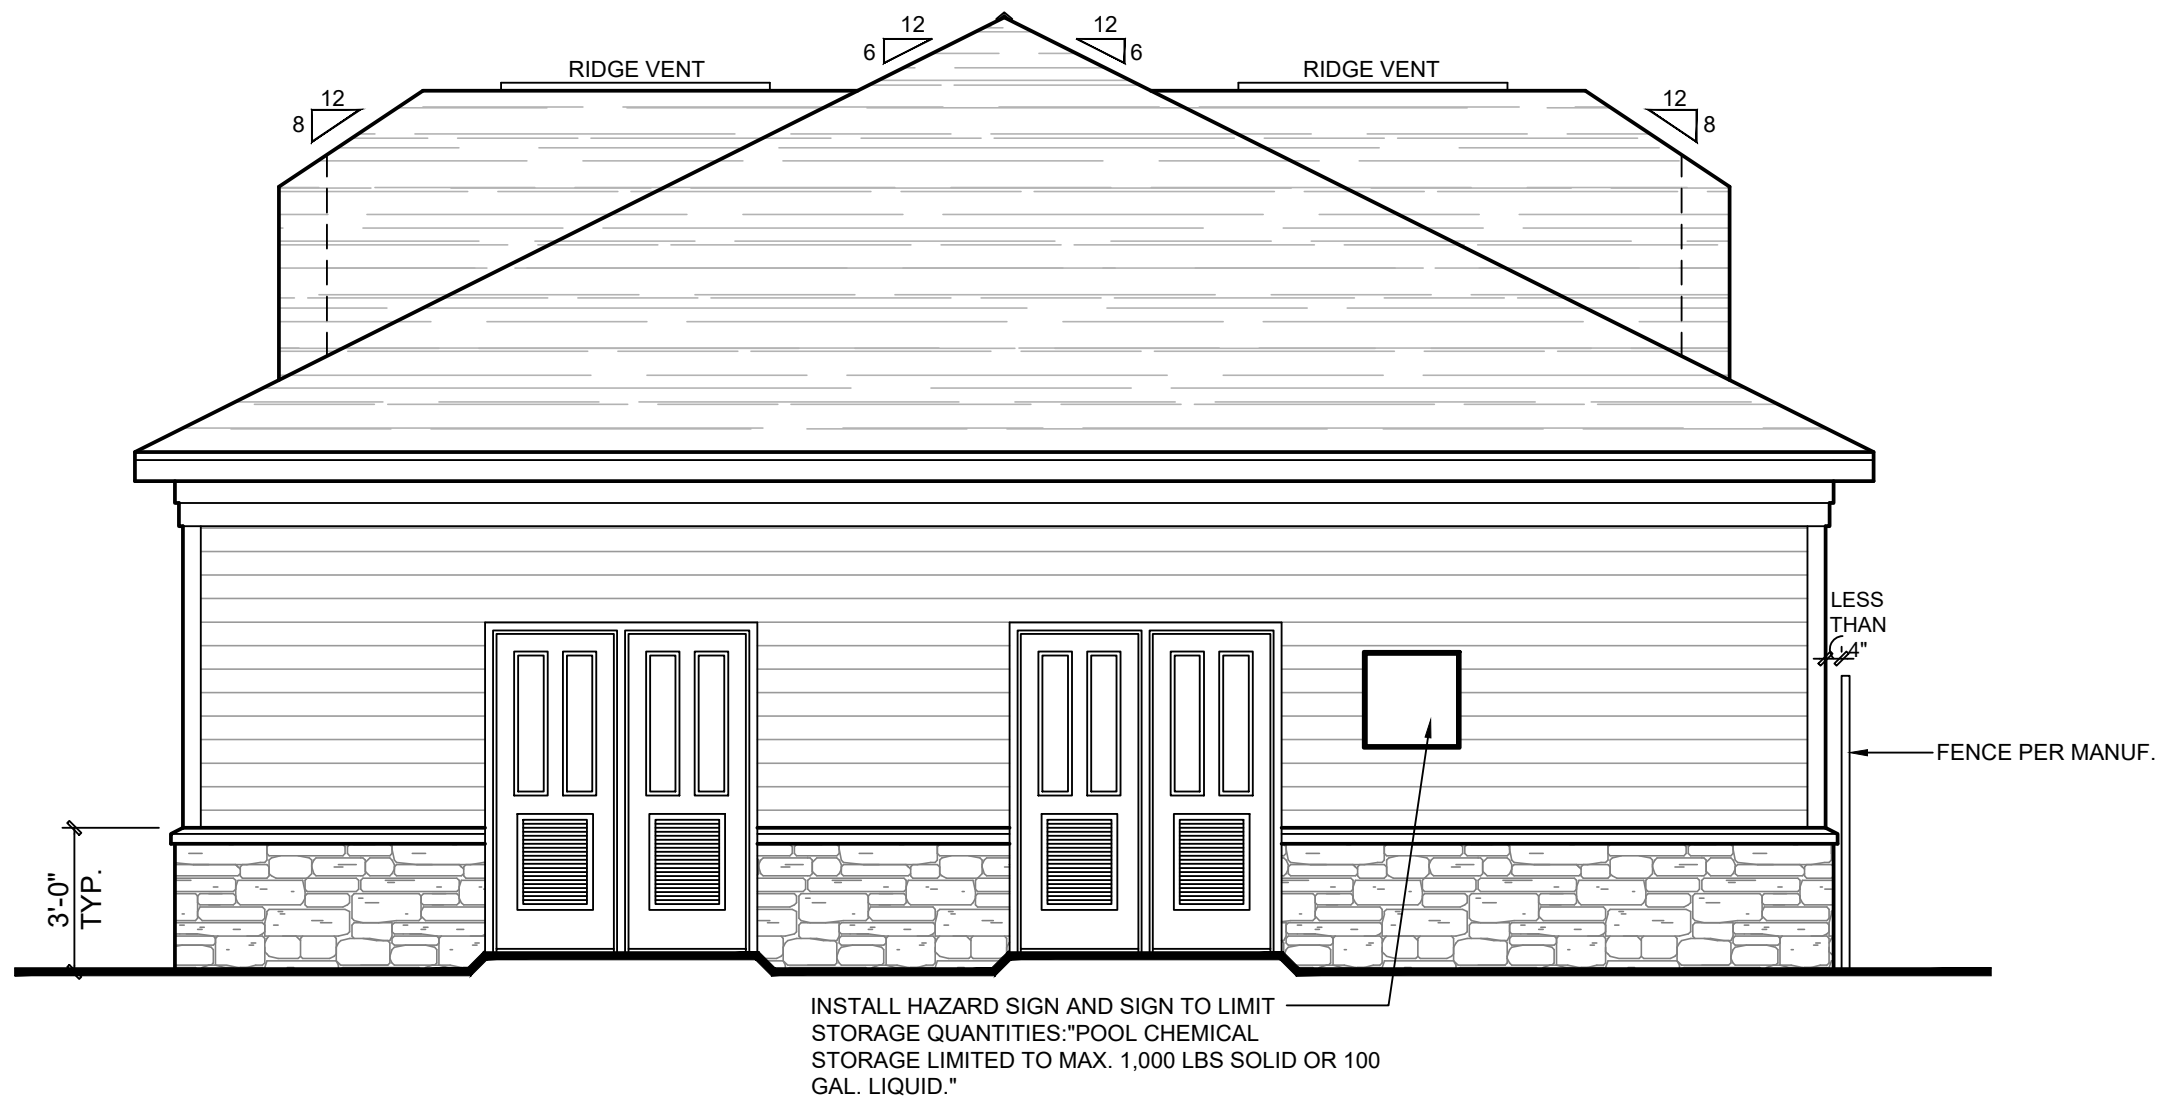 12
12
6
6
RIDGE VENT
RIDGE VENT
12
12
8
8
LESS
THAN
4"
FENCE PER MANUF.
3'-0"
TYP.
INSTALL HAZARD SIGN AND SIGN TO LIMIT
STORAGE QUANTITIES:"POOL CHEMICAL
STORAGE LIMITED TO MAX. 1,000 LBS SOLID OR 100
GAL. LIQUID."